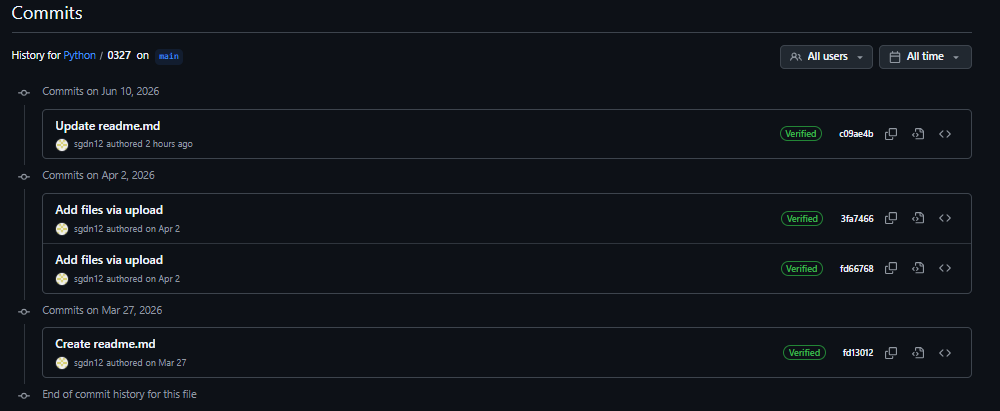 Commits
History for Python / 0327 on main
All users
All time
Commits on Jun 10, 2026
Update readme.md
Verified
c09ae4b
sgdn12 authored 2 hours ago
Commits on Apr 2, 2026
Add files via upload
Verified
3fa7466
sgdn12 authored on Apr 2
Add files via upload
Verified
fd66768
sgdn12 authored on Apr 2
Commits on Mar 27, 2026
Create readme.md
Verified
fd13012
sgdn12 authored on Mar 27
End of commit history for this file